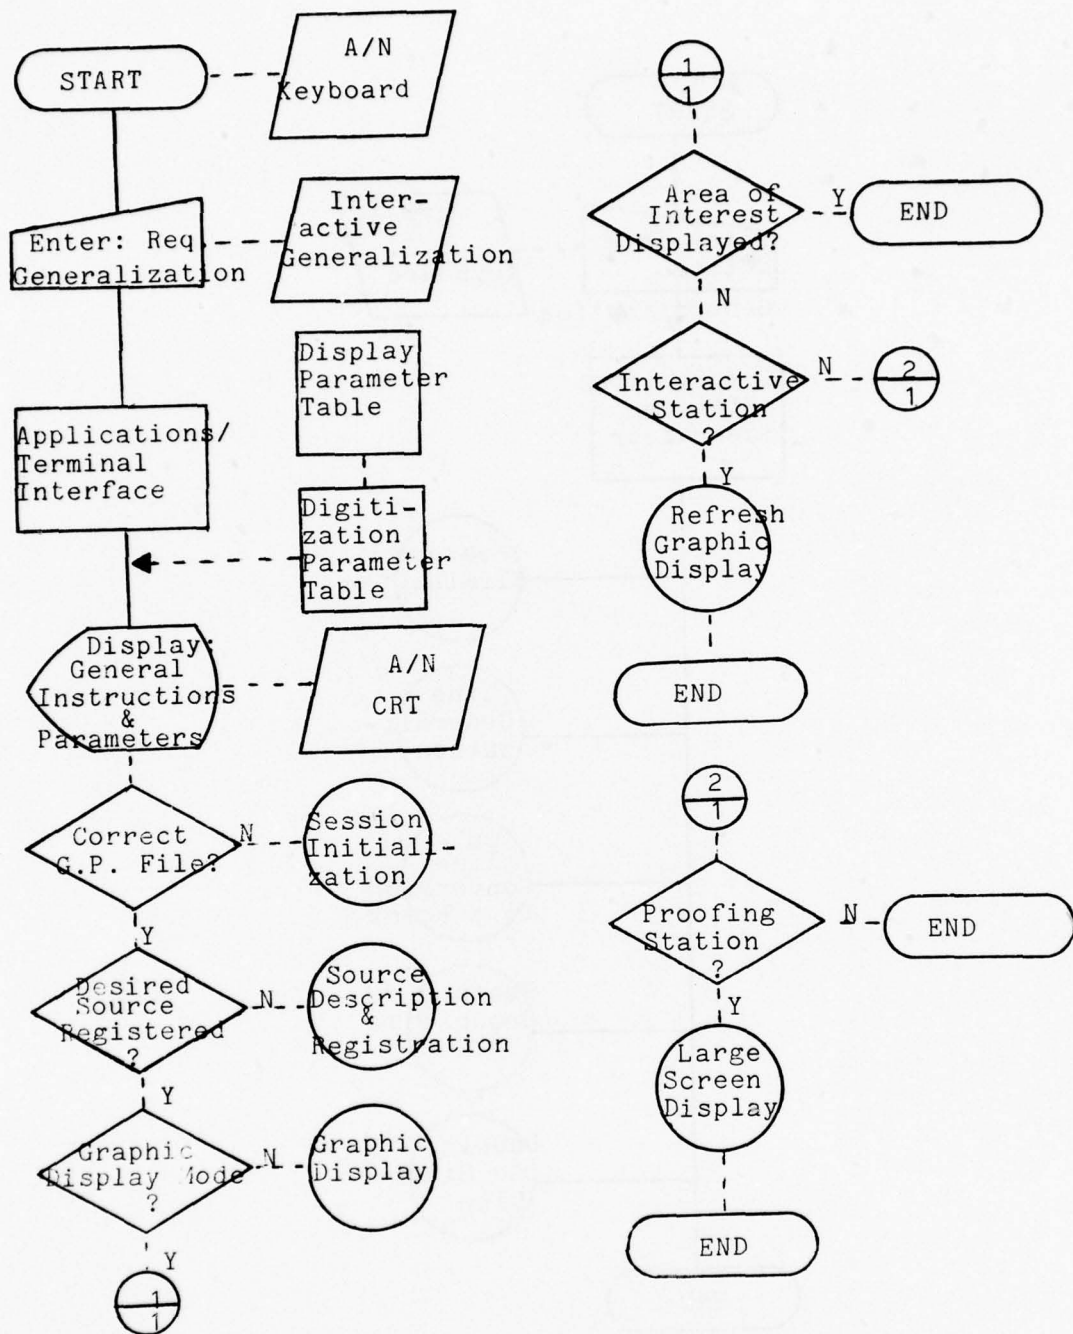 START
A/N
Keyboard
Enter: Req
Generalization
Inter-
active
Generalization
Applications/
Terminal
Interface
Display
Parameter
Table
Digiti-
zation
Parameter
Table
Display:
General
Instructions
&
Parameters
A/N
CRT
Correct
G.P. File?
N
Session
Initiali-
zation
Y
Desired
Source
Registered
?
N
Source
Description
&
Registration
Y
Graphic
Display Mode
?
N
Graphic
Display
Y
1
1
1
1
Area of
Interest
Displayed?
Y
END
N
Interactive
Station
?
N
2
1
Y
Refresh
Graphic
Display
END
2
1
Proofing
Station
?
N
END
Y
Large
Screen
Display
END